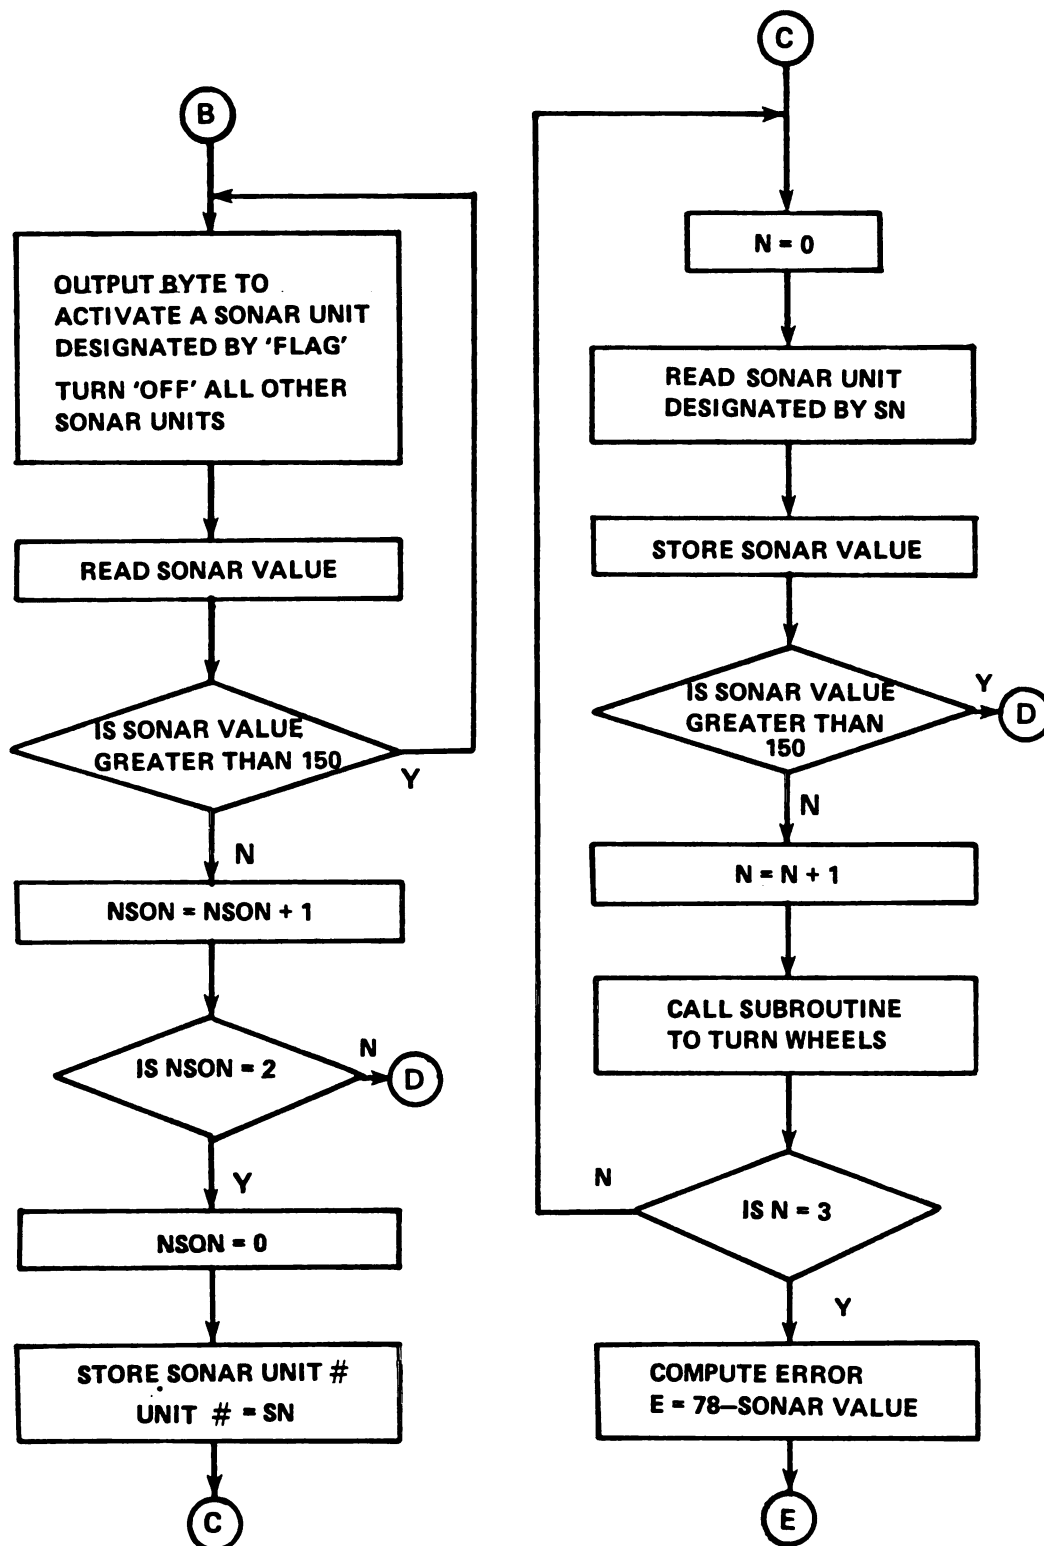 B
OUTPUT BYTE TO
ACTIVATE A SONAR UNIT
DESIGNATED BY 'FLAG'
TURN 'OFF' ALL OTHER
SONAR UNITS
READ SONAR VALUE
IS SONAR VALUE
GREATER THAN 150
Y
N
NSON = NSON + 1
IS NSON = 2
N
D
Y
NSON = 0
STORE SONAR UNIT #
UNIT # = SN
C
C
N = 0
READ SONAR UNIT
DESIGNATED BY SN
STORE SONAR VALUE
IS SONAR VALUE
GREATER THAN
150
Y
D
N
N = N + 1
CALL SUBROUTINE
TO TURN WHEELS
IS N = 3
N
Y
COMPUTE ERROR
E = 78–SONAR VALUE
E